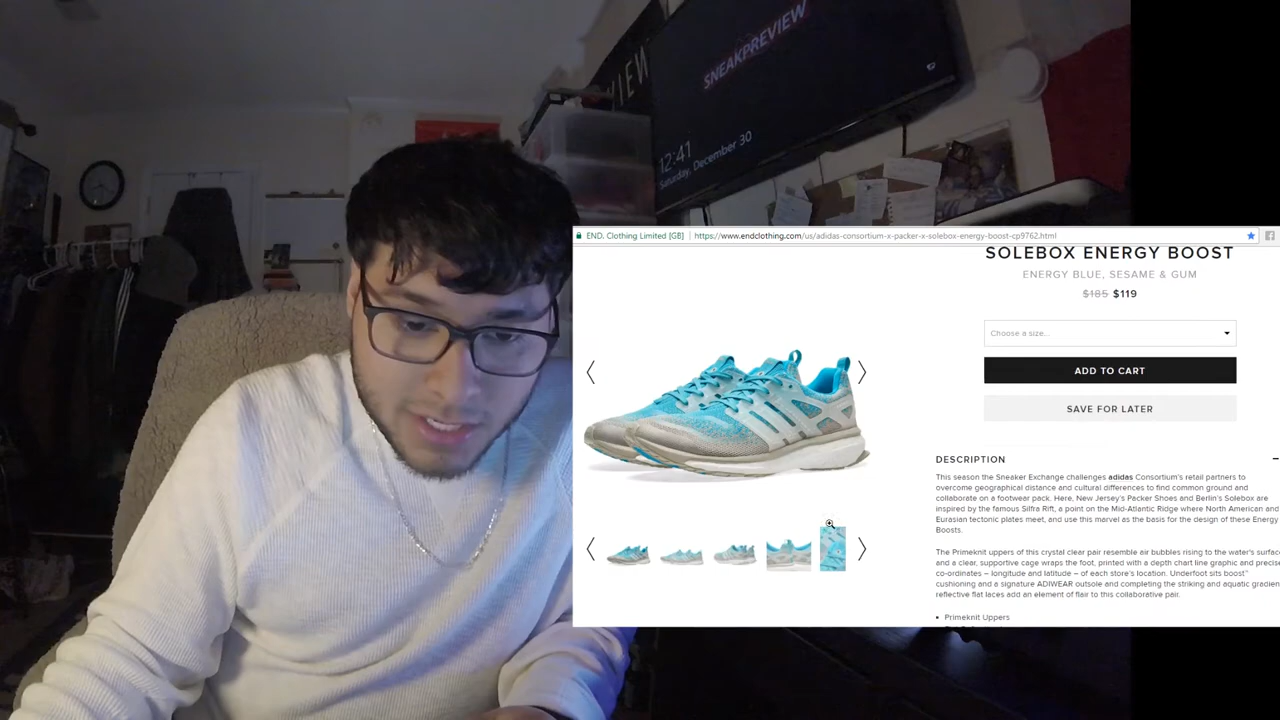 SNEAKPREVIEW
VIEW
12:41
Saturday, December 30
END. Clothing Limited [GB]
https://www.endclothing.com/us/adidas-consortium-x-packer-x-solebox-energy-boost-cp9762.html
SOLEBOX ENERGY BOOST
ENERGY BLUE, SESAME & GUM
$185 $119
Choose a size...
ADD TO CART
SAVE FOR LATER
DESCRIPTION
This season the Sneaker Exchange challenges adidas Consortium's retail partners to
overcome geographical distance and cultural differences to find common ground and
collaborate on a footwear pack. Here, New Jersey's Packer Shoes and Berlin's Solebox are
inspired by the famous Silfra Rift, a point on the Mid-Atlantic Ridge where North American and
Eurasian tectonic plates meet, and use this marvel as the basis for the design of these Energy
Boosts.
The Primeknit uppers of this crystal clear pair resemble air bubbles rising to the water's surface
and a clear, supportive cage wraps the foot, printed with a depth chart line graphic and precise
co-ordinates – longitude and latitude – of each store's location. Underfoot sits boost™
cushioning and a signature ADIWEAR outsole and completing the striking and aquatic gradien
reflective flat laces add an element of flair to this collaborative pair.
• Primeknit Uppers